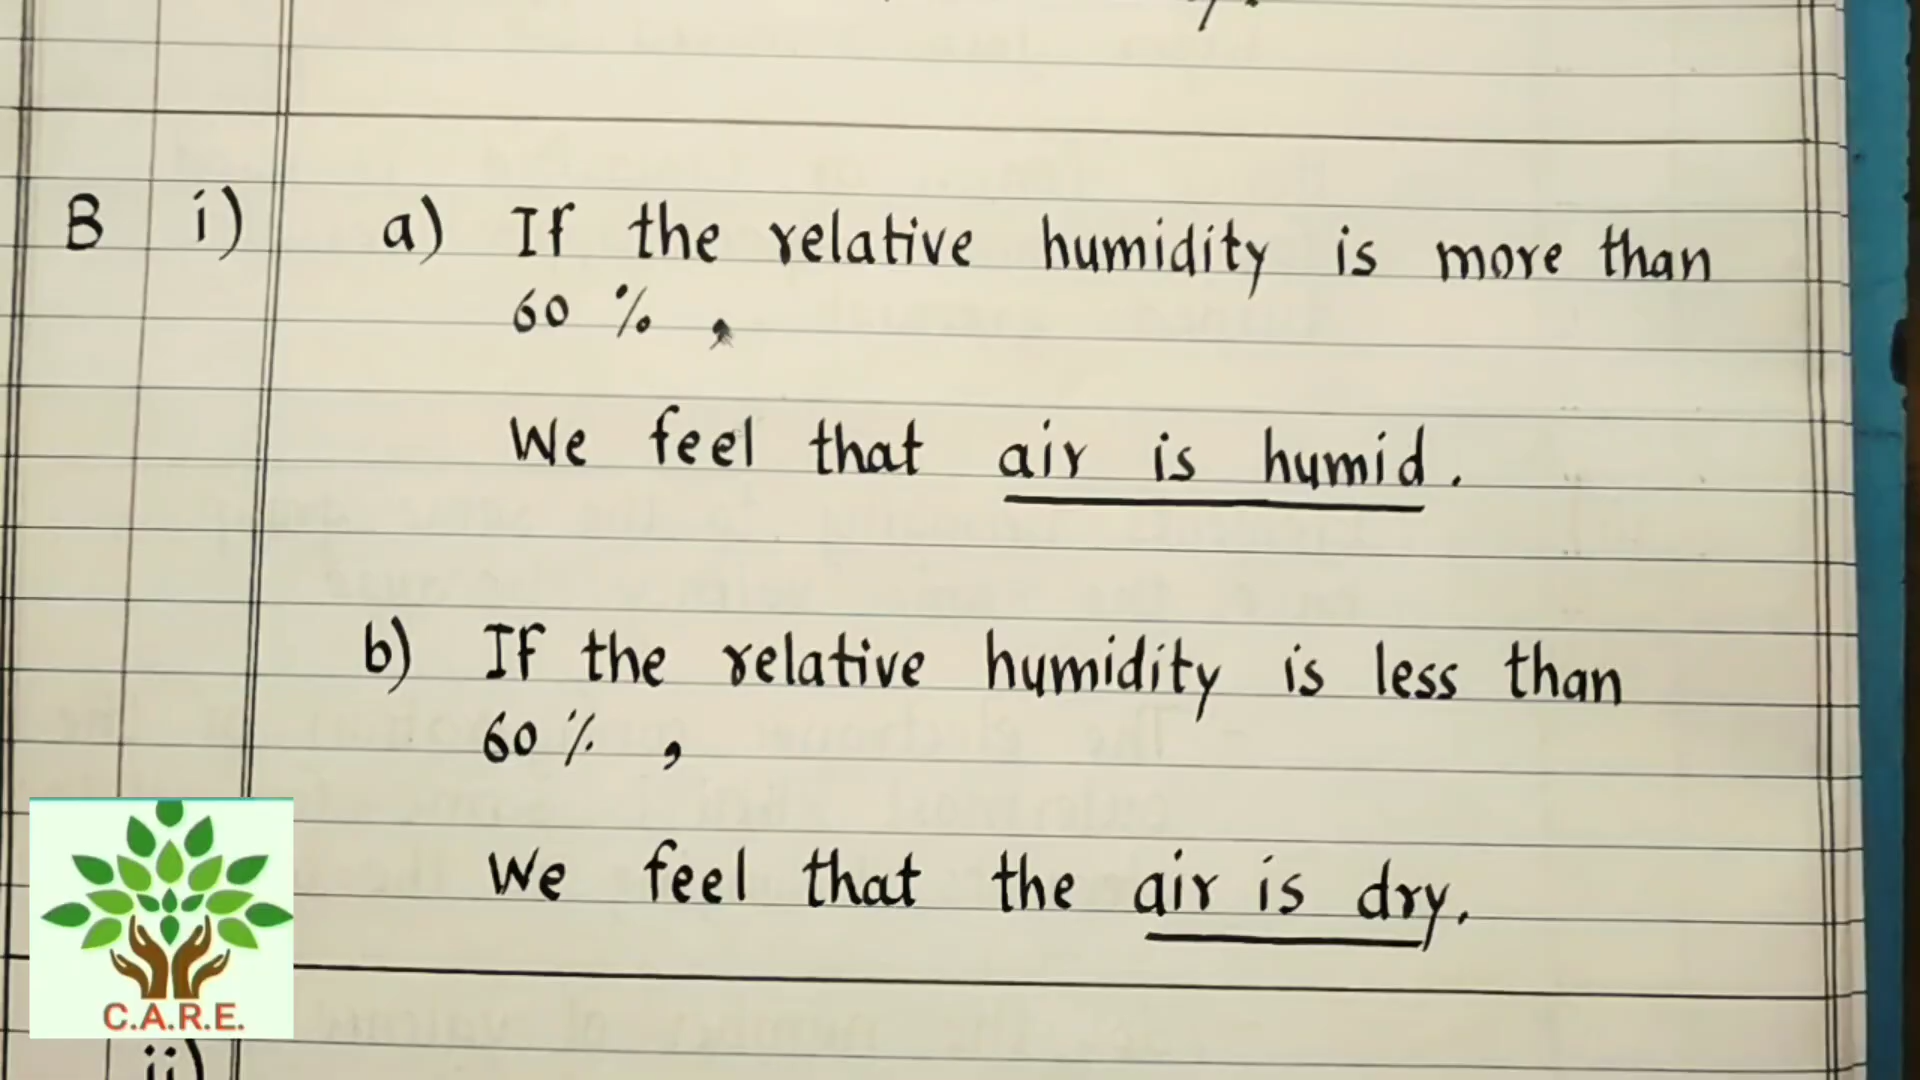 B i) a) If the relative humidity is more than
60 % ,
We feel that air is humid.
b) If the relative humidity is less than
60 % ,
We feel that the air is dry.
C.A.R.E.
ii)